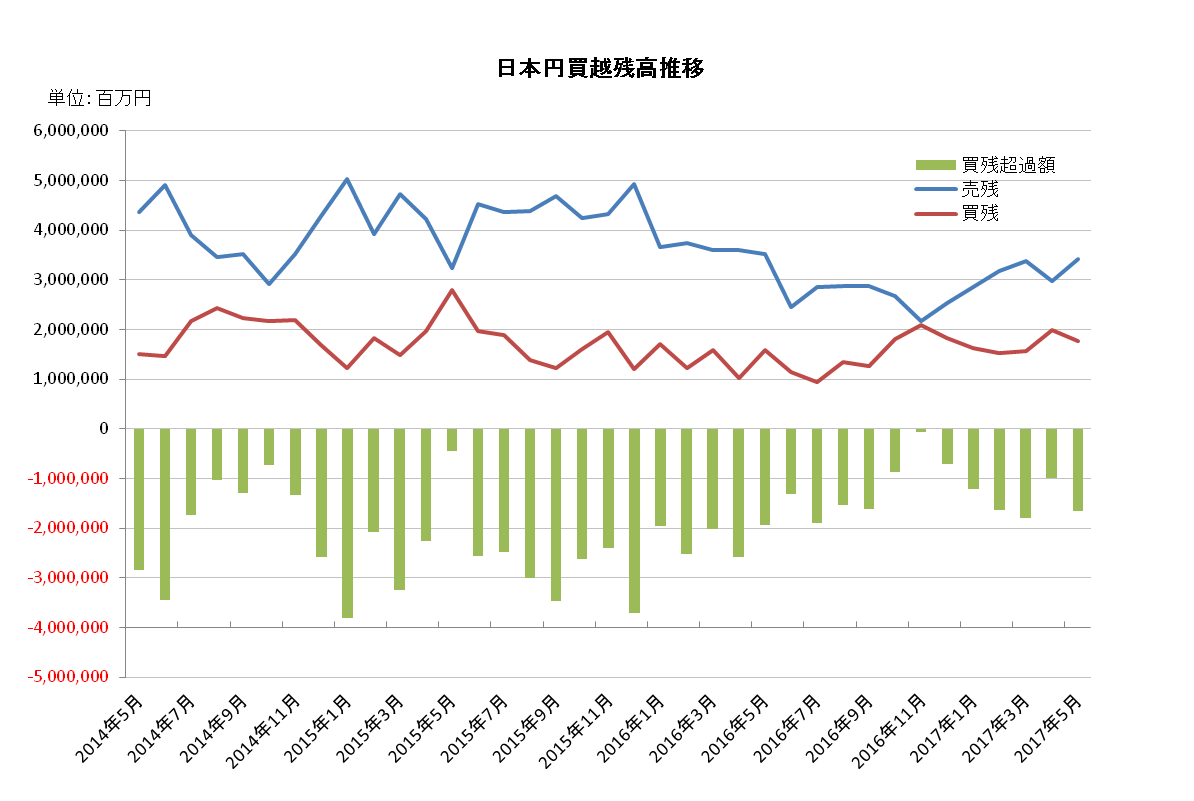 日本円買越残高推移
単位: 百万円
6,000,000
5,000,000
4,000,000
3,000,000
2,000,000
1,000,000
0
-1,000,000
-2,000,000
-3,000,000
-4,000,000
-5,000,000
買残超過額
売残
買残
2014年5月
2014年7月
2014年9月
2014年11月
2015年1月
2015年3月
2015年5月
2015年7月
2015年9月
2015年11月
2016年1月
2016年3月
2016年5月
2016年7月
2016年9月
2016年11月
2017年1月
2017年3月
2017年5月